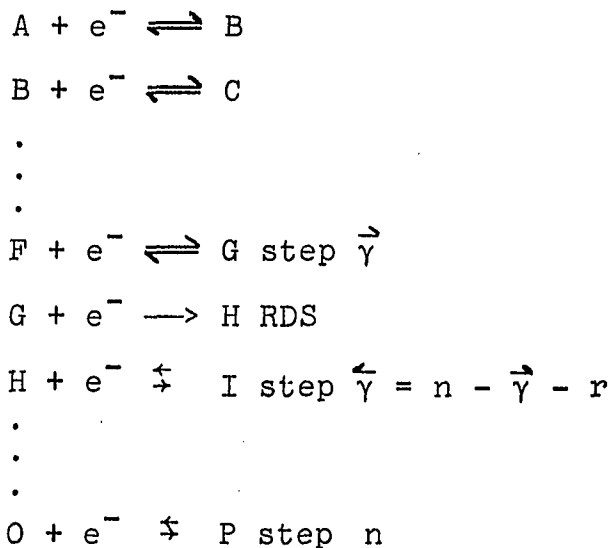 A + e⁻ ⇌ B
B + e⁻ ⇌ C
.
.
.
F + e⁻ ⇌ G step γ⃗
G + e⁻ ⟶ H RDS
H + e⁻ ⇆ I step γ⃖ = n - γ⃗ - r
.
.
.
O + e⁻ ⇆ P step n